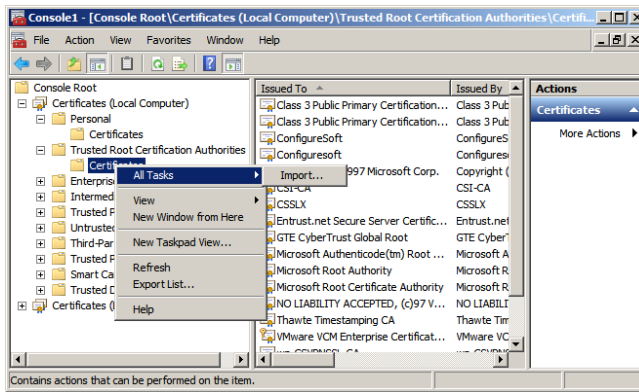 Console1 - [Console Root\Certificates (Local Computer)\Trusted Root Certification Authorities\Certifi...
File Action View Favorites Window Help
Console Root
Certificates (Local Computer)
Personal
Certificates
Trusted Root Certification Authorities
Certificates
Enterprise
Intermed
Trusted P
Untrusted
Third-Par
Trusted P
Smart Ca
Trusted D
Certificates (
All Tasks
View
New Window from Here
New Taskpad View...
Refresh
Export List...
Help
Import...
Issued To Issued By
Class 3 Public Primary Certification... Class 3 Pub
Class 3 Public Primary Certification... Class 3 Pub
ConfigureSoft ConfigureS
Configuresoft Configures
997 Microsoft Corp. Copyright (
CSI-CA CSI-CA
CSSLX CSSLX
Entrust.net Secure Server Certific... Entrust.net
GTE CyberTrust Global Root GTE CyberT
Microsoft Authenticode(tm) Root ... Microsoft A
Microsoft Root Authority Microsoft R
Microsoft Root Certificate Authority Microsoft R
NO LIABILITY ACCEPTED, (c)97 V... NO LIABILI
Thawte Timestamping CA Thawte Tim
VMware VCM Enterprise Certificat... VMware VC
Actions
Certificates
More Actions
Contains actions that can be performed on the item.